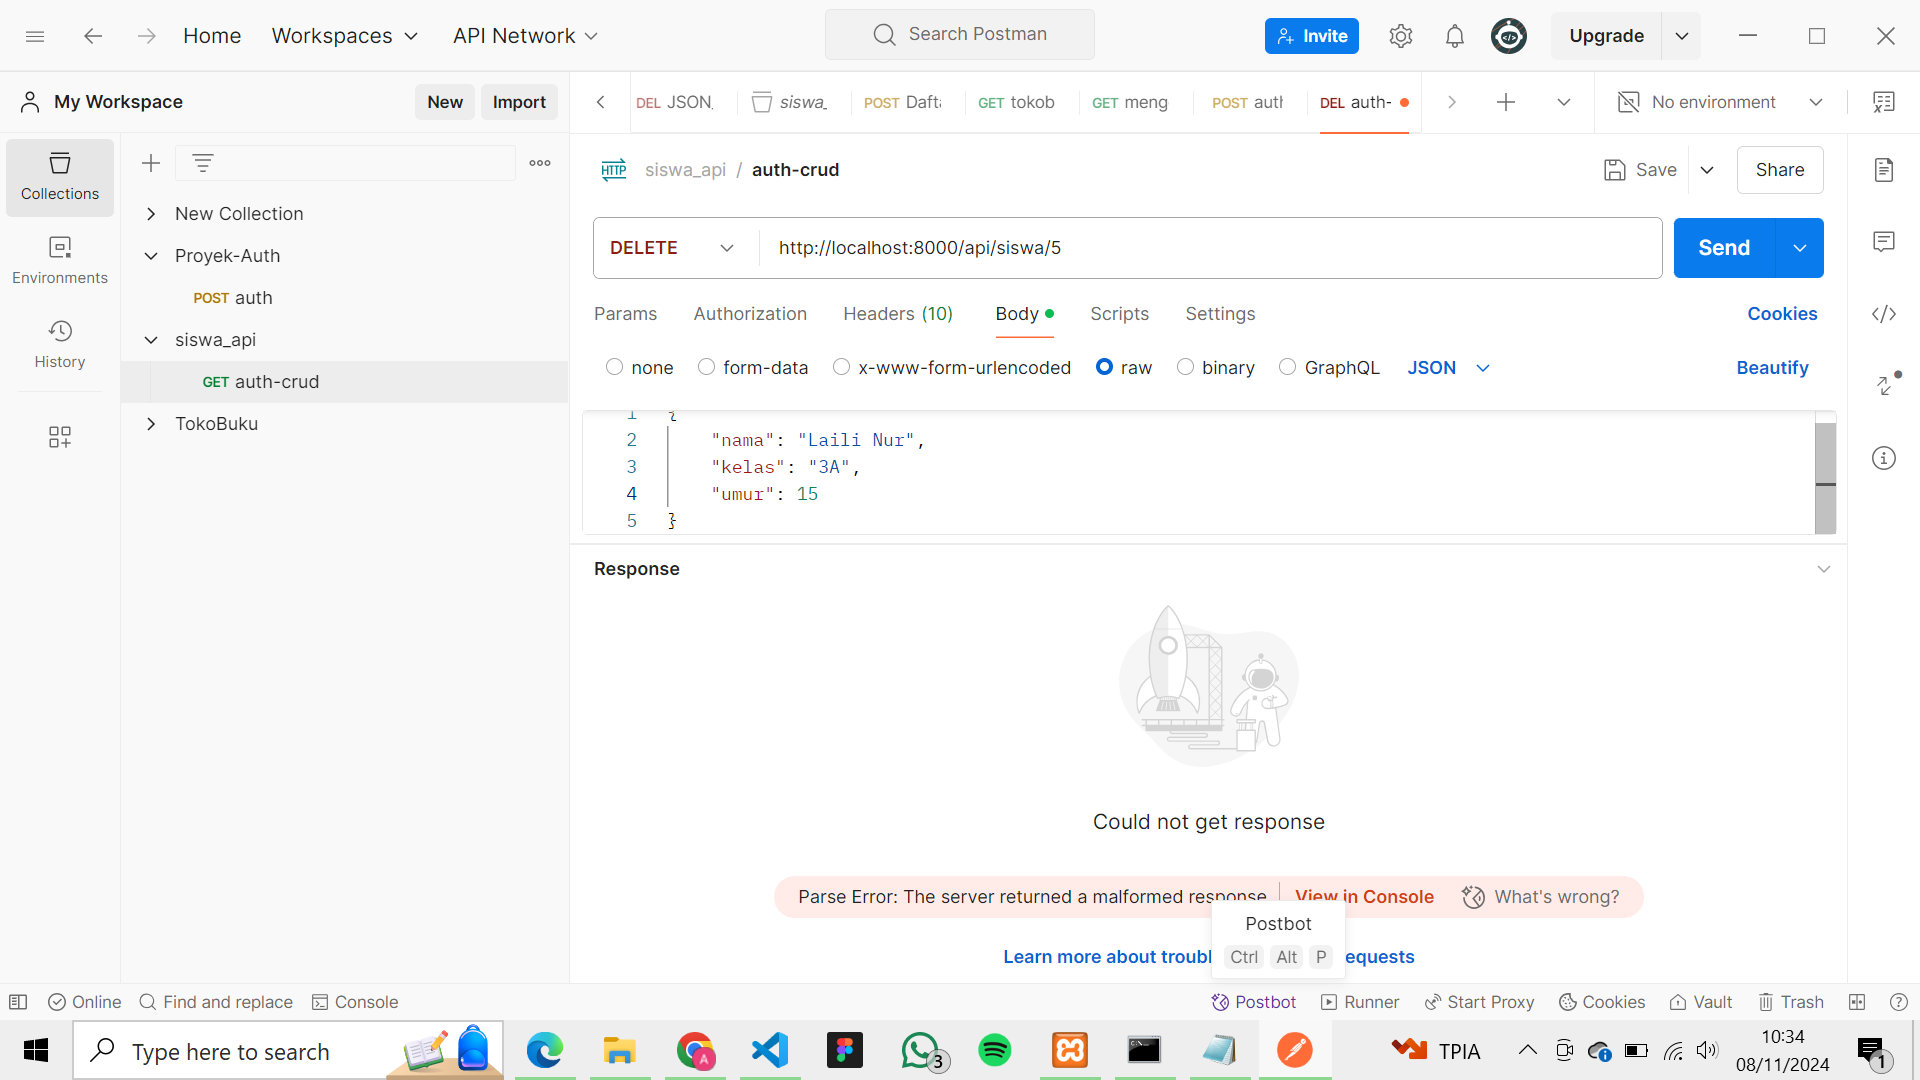 Home Workspaces API Network Search Postman Invite Upgrade
My Workspace New Import DEL JSON siswa_ POST Dafta GET tokob GET meng POST auth DEL auth- No environment
Collections
New Collection
Proyek-Auth
POST auth
siswa_api
GET auth-crud
TokoBuku
Environments
History
HTTP siswa_api / auth-crud Save Share
DELETE http://localhost:8000/api/siswa/5 Send
Params Authorization Headers (10) Body Scripts Settings Cookies
none form-data x-www-form-urlencoded raw binary GraphQL JSON Beautify
1 {
2 "nama": "Laili Nur",
3 "kelas": "3A",
4 "umur": 15
5 }
Response
Could not get response
Parse Error: The server returned a malformed response View in Console What's wrong?
Postbot
Ctrl Alt P
Learn more about troubl equests
Online Find and replace Console Postbot Runner Start Proxy Cookies Vault Trash
Type here to search 3 TPIA 10:34
08/11/2024 1